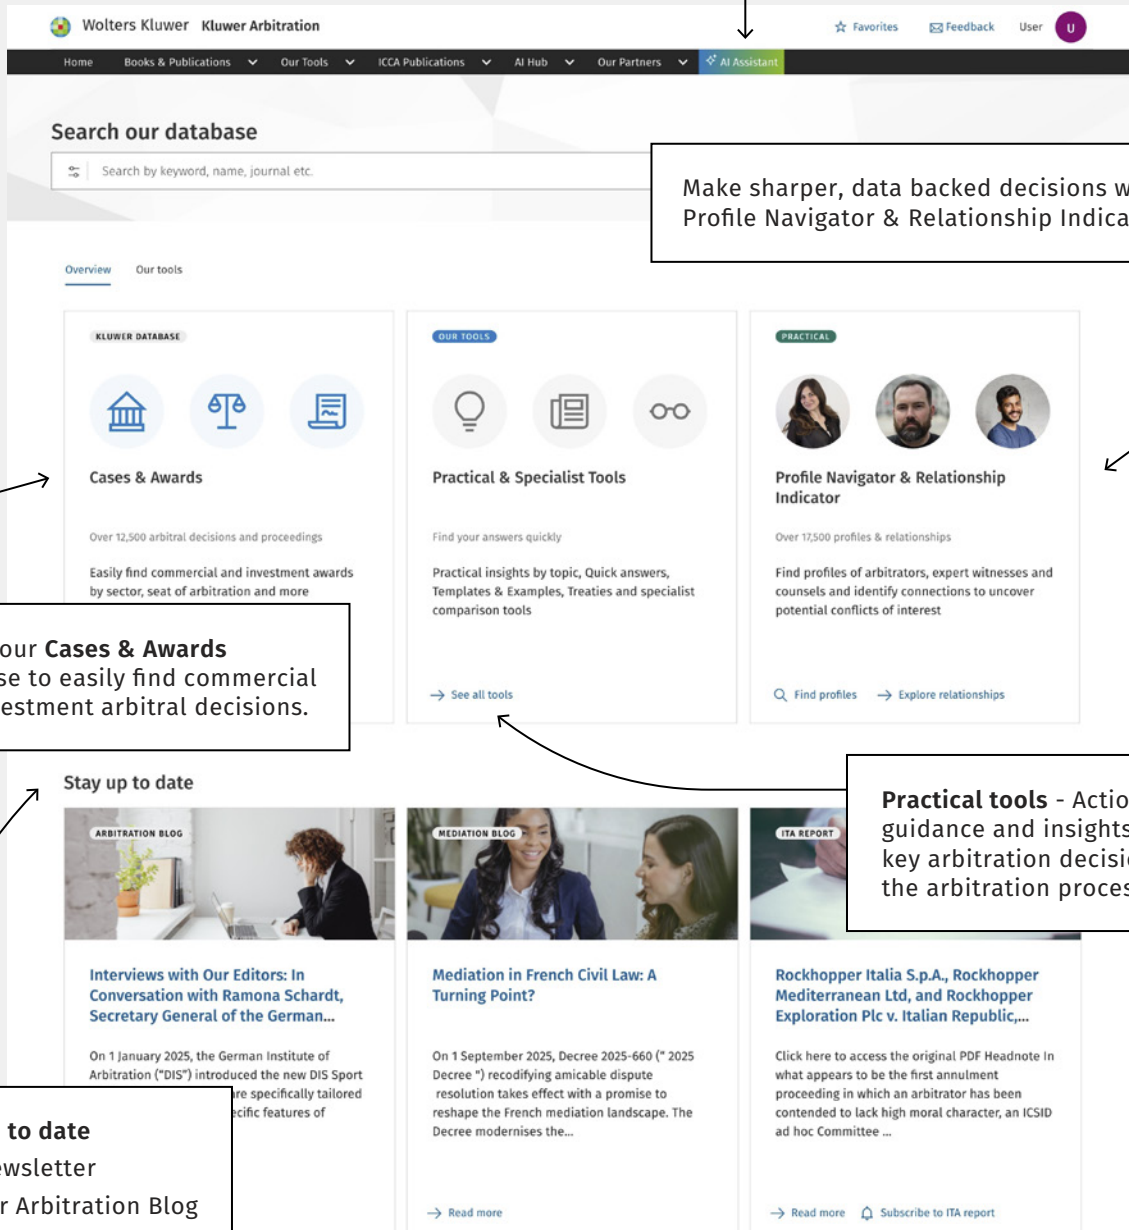 Wolters Kluwer Kluwer Arbitration
Favorites Feedback User U
Home Books & Publications Our Tools ICCA Publications AI Hub Our Partners AI Assistant
Search our database
Search by keyword, name, journal etc.
Make sharper, data backed decisions
Profile Navigator & Relationship
Overview Our tools
KLUWER DATABASE
Cases & Awards
Over 12,500 arbitral decisions and proceedings
Easily find commercial and investment awards
by sector, seat of arbitration and more
OUR TOOLS
Practical & Specialist Tools
Find your answers quickly
Practical insights by topic, Quick answers,
Templates & Examples, Treaties and specialist
comparison tools
See all tools
PRACTICAL
Profile Navigator & Relationship
Indicator
Over 17,500 profiles & relationships
Find profiles of arbitrators, expert witnesses and
counsels and identify connections to uncover
potential conflicts of interest
Find profiles Explore relationships
our Cases & Awards
to easily find commercial
arbitral decisions.
Practical tools -
guidance and insights
key arbitration
the arbitration
Stay up to date
ARBITRATION BLOG
Interviews with Our Editors: In
Conversation with Ramona Schardt,
Secretary General of the German...
On 1 January 2025, the German Institute of
Arbitration ("DIS") introduced the new DIS Sport
specifically tailored
features of
MEDIATION BLOG
Mediation in French Civil Law: A
Turning Point?
On 1 September 2025, Decree 2025-660 (" 2025
Decree ") recodifying amicable dispute
resolution takes effect with a promise to
reshape the French mediation landscape. The
Decree modernises the...
Read more
ITA REPORT
Rockhopper Italia S.p.A., Rockhopper
Mediterranean Ltd, and Rockhopper
Exploration Plc v. Italian Republic,...
Click here to access the original PDF Headnote In
what appears to be the first annulment
proceeding in which an arbitrator has been
contended to lack high moral character, an ICSID
ad hoc Committee ...
Read more Subscribe to ITA report
to date
Arbitration Blog